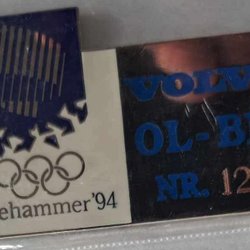 ehammer'94
VOLV
OL-B
NR. 12